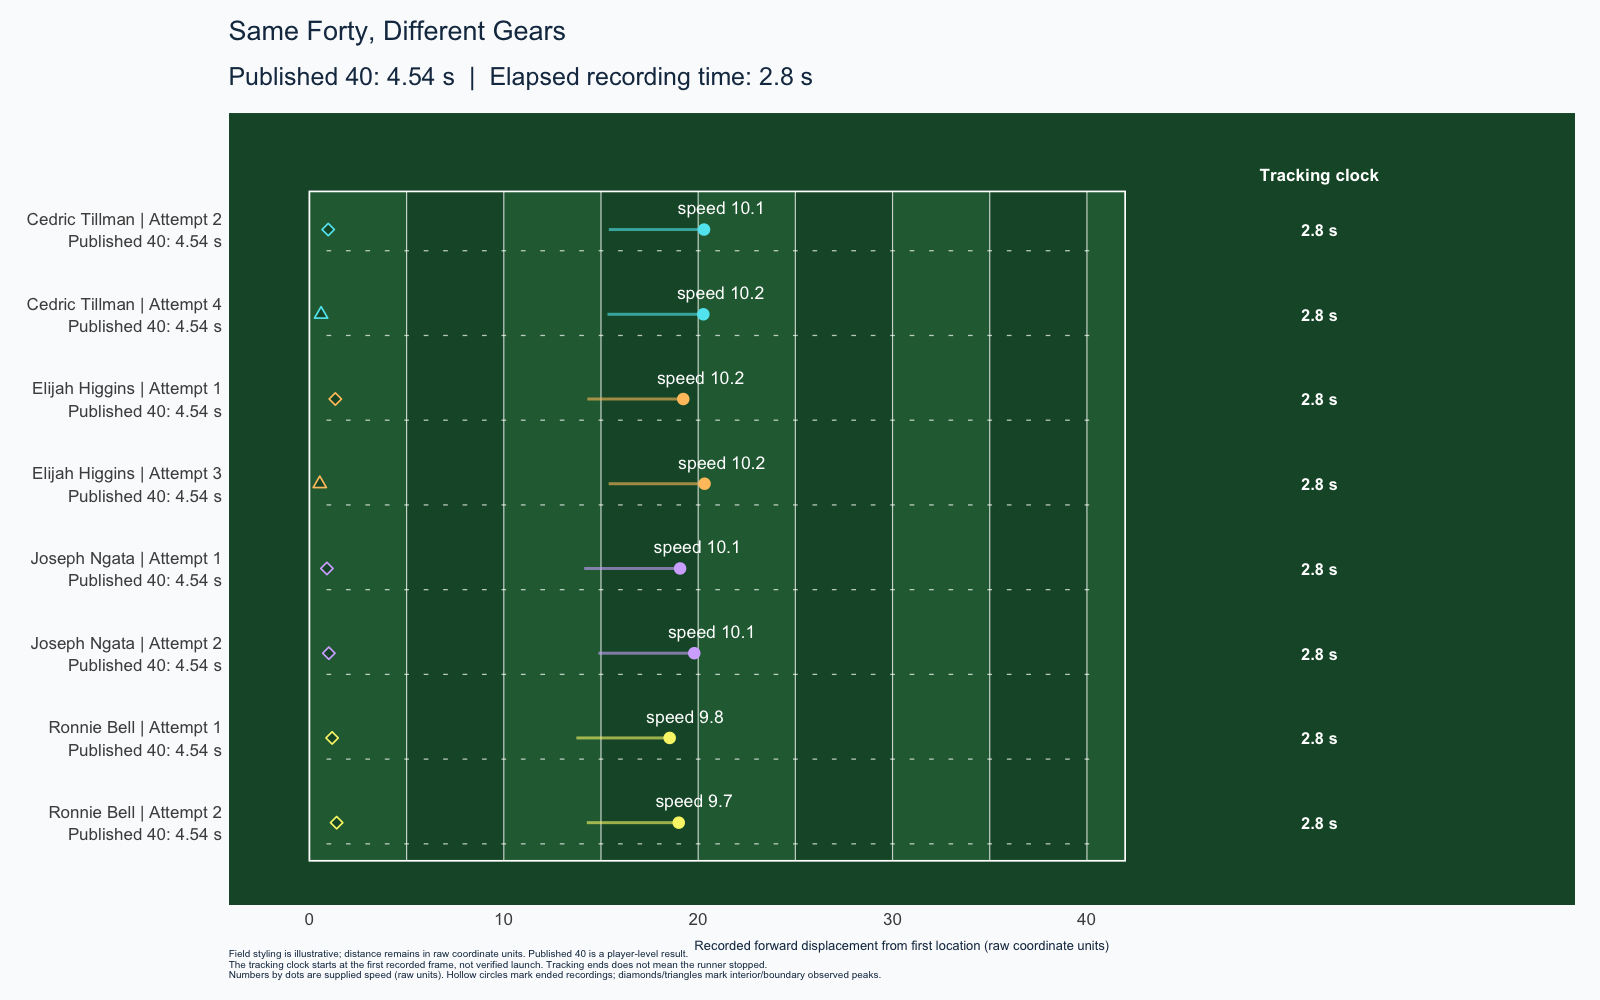 Same Forty, Different Gears
Published 40: 4.54 s | Elapsed recording time: 2.8 s
Tracking clock
Cedric Tillman | Attempt 2
Published 40: 4.54 s
speed 10.1
2.8 s
Cedric Tillman | Attempt 4
Published 40: 4.54 s
speed 10.2
2.8 s
Elijah Higgins | Attempt 1
Published 40: 4.54 s
speed 10.2
2.8 s
Elijah Higgins | Attempt 3
Published 40: 4.54 s
speed 10.2
2.8 s
Joseph Ngata | Attempt 1
Published 40: 4.54 s
speed 10.1
2.8 s
Joseph Ngata | Attempt 2
Published 40: 4.54 s
speed 10.1
2.8 s
Ronnie Bell | Attempt 1
Published 40: 4.54 s
speed 9.8
2.8 s
Ronnie Bell | Attempt 2
Published 40: 4.54 s
speed 9.7
2.8 s
0 10 20 30 40
Recorded forward displacement from first location (raw coordinate units)
Field styling is illustrative; distance remains in raw coordinate units. Published 40 is a player-level result.
The tracking clock starts at the first recorded frame, not verified launch. Tracking ends does not mean the runner stopped.
Numbers by dots are supplied speed (raw units). Hollow circles mark ended recordings; diamonds/triangles mark interior/boundary observed peaks.